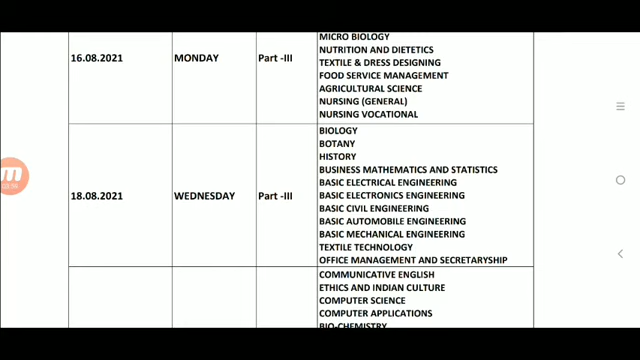 MICRO BIOLOGY
NUTRITION AND DIETETICS
16.08.2021 MONDAY Part -III TEXTILE & DRESS DESIGNING
FOOD SERVICE MANAGEMENT
AGRICULTURAL SCIENCE
NURSING (GENERAL)
NURSING VOCATIONAL
BIOLOGY
BOTANY
HISTORY
BUSINESS MATHEMATICS AND STATISTICS
BASIC ELECTRICAL ENGINEERING
18.08.2021 WEDNESDAY Part -III BASIC ELECTRONICS ENGINEERING
BASIC CIVIL ENGINEERING
BASIC AUTOMOBILE ENGINEERING
BASIC MECHANICAL ENGINEERING
TEXTILE TECHNOLOGY
OFFICE MANAGEMENT AND SECRETARYSHIP
COMMUNICATIVE ENGLISH
ETHICS AND INDIAN CULTURE
COMPUTER SCIENCE
COMPUTER APPLICATIONS
BIO-CHEMISTRY